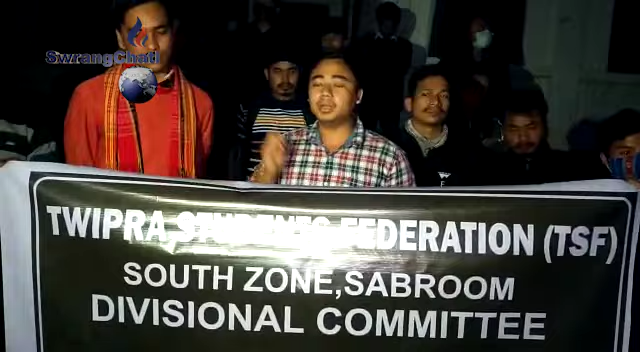 SwrangChati
TWIPRA,STUDENTS FEDERATION (TSF)
SOUTH ZONE,SABROOM
DIVISIONAL COMMITTEE